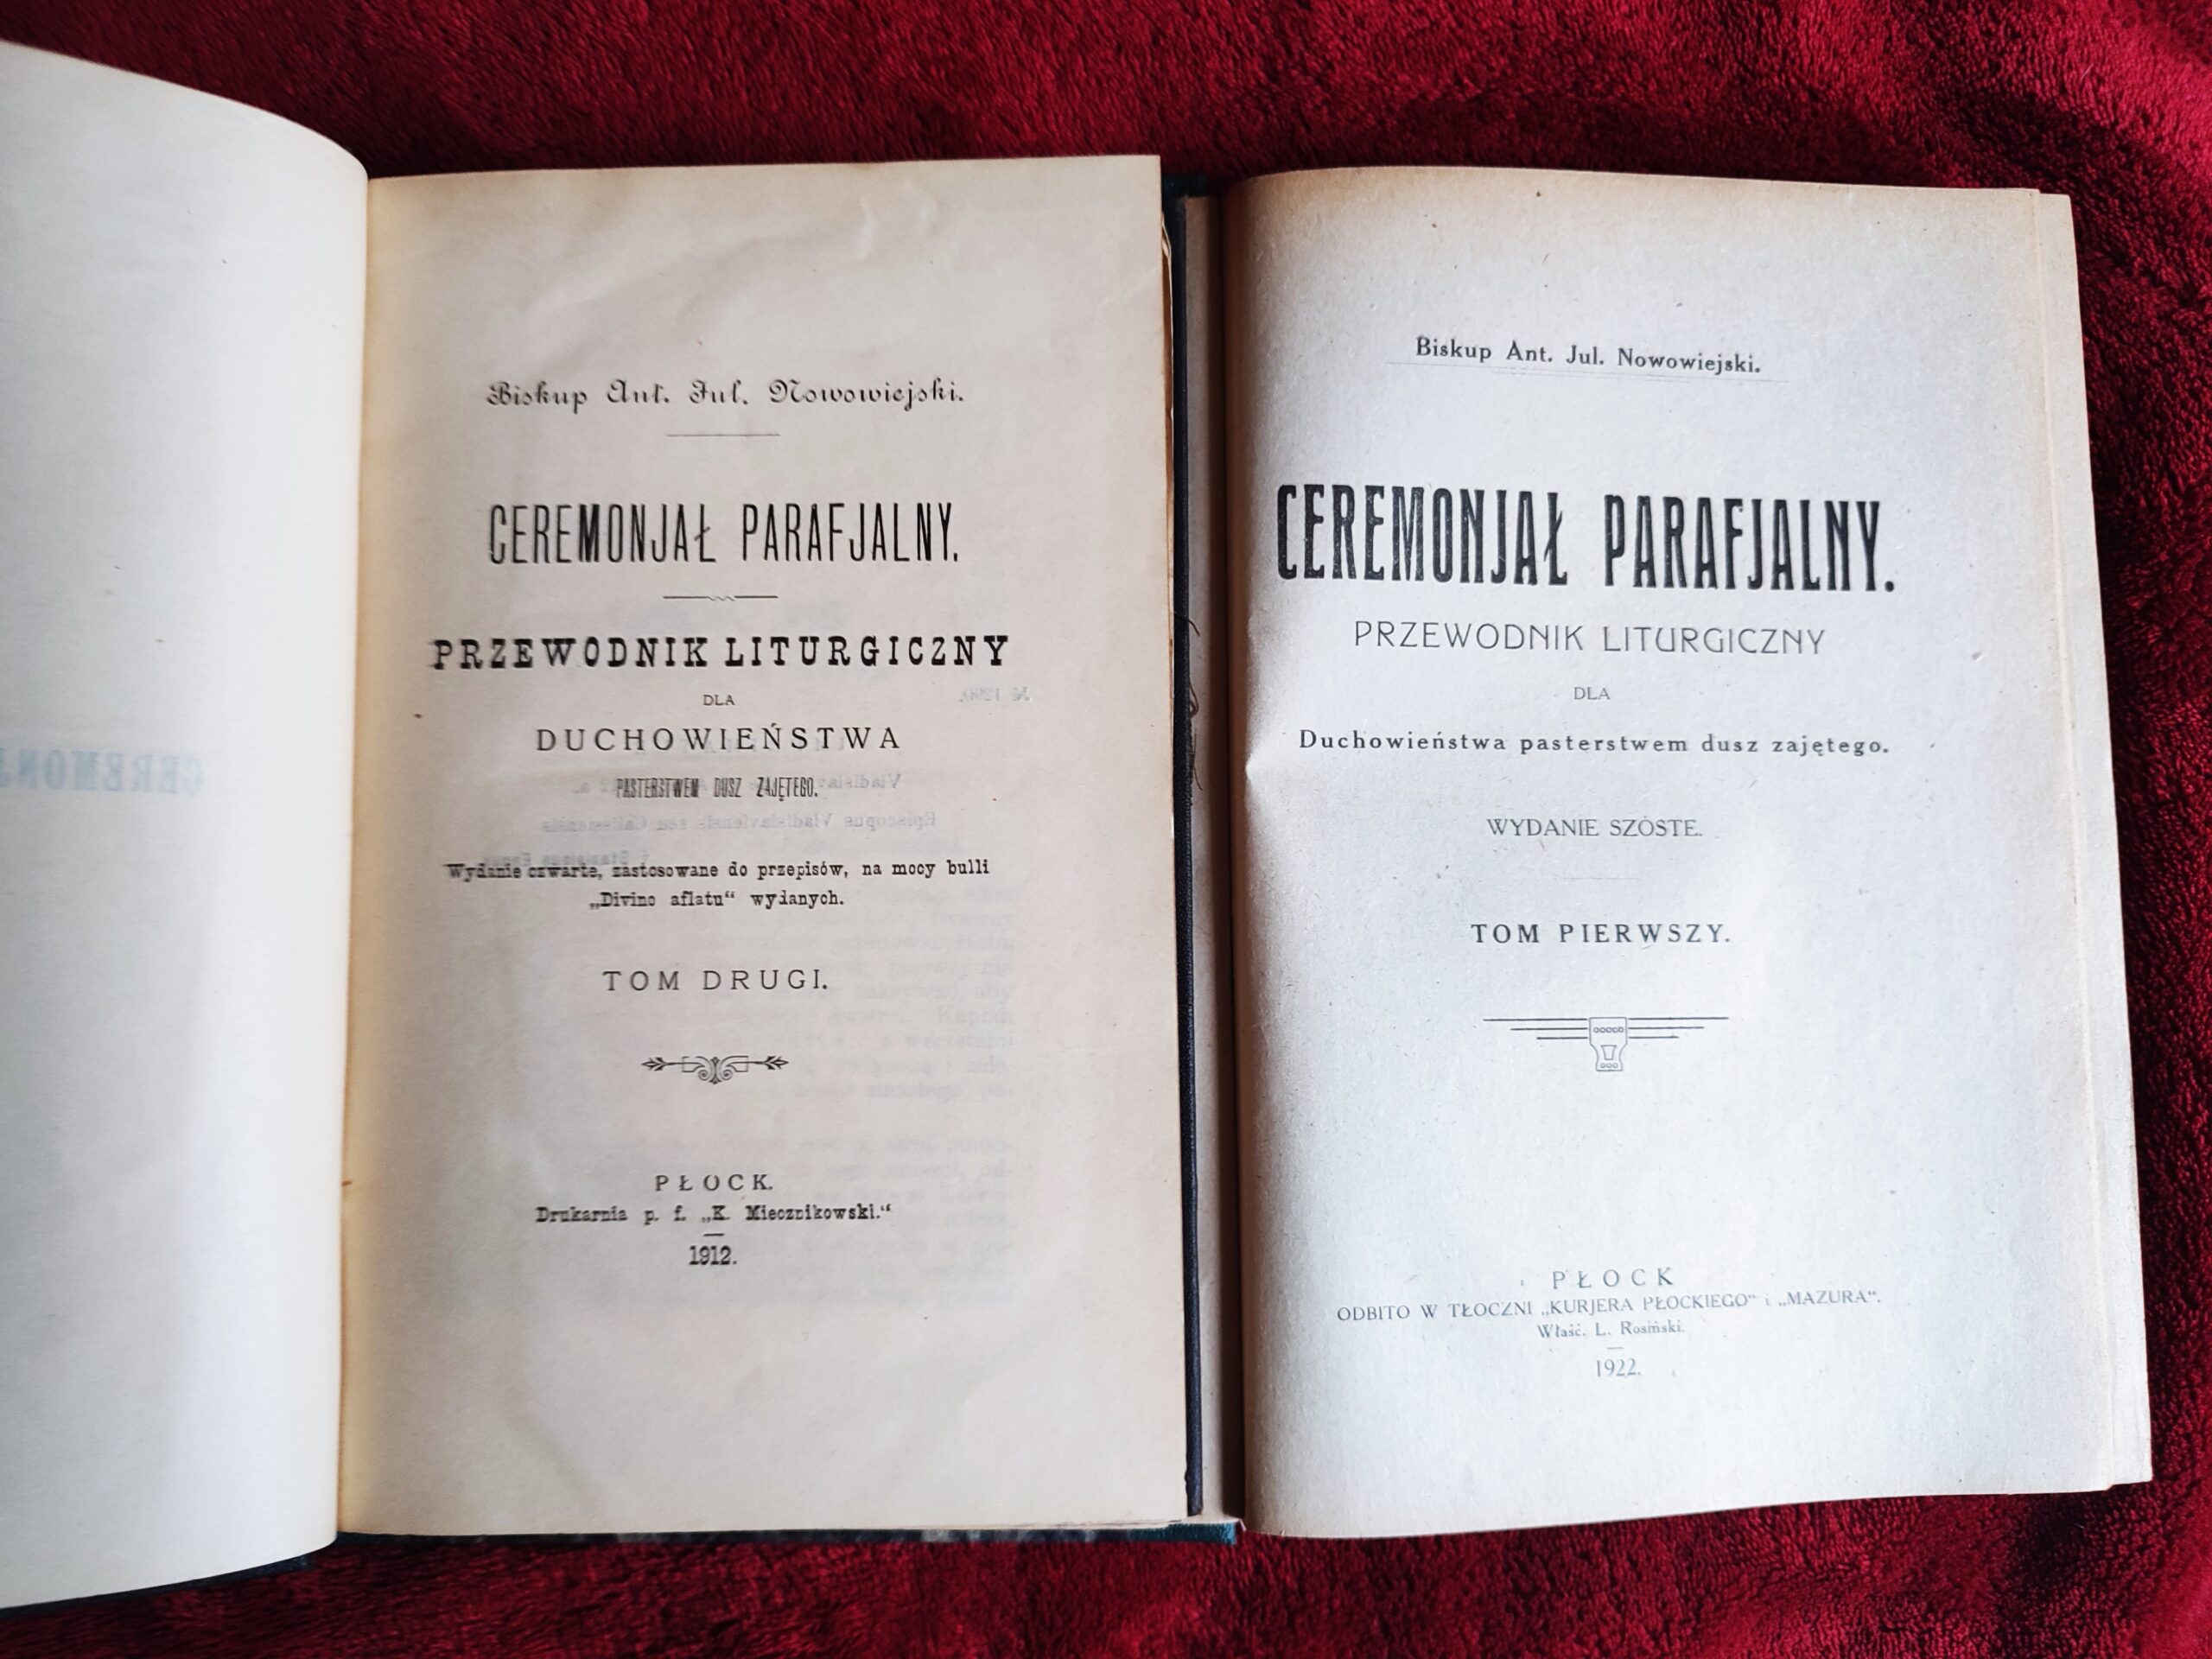 Biskup Ant. Jul. Nowowiejski.
CEREMONJAŁ PARAFJALNY.
PRZEWODNIK LITURGICZNY
DLA
DUCHOWIEŃSTWA
PASTERSTWEM DUSZ ZAJĘTEGO.
Wydanie czwarte, zastosowane do przepisów, na mocy bulli
„Divino aflatu“ wydanych.
TOM DRUGI.
PŁOCK.
Drukarnia p. f. „K. Miecznikowski.“
1912.
Biskup Ant. Jul. Nowowiejski.
CEREMONJAŁ PARAFJALNY.
PRZEWODNIK LITURGICZNY
DLA
Duchowieństwa pasterstwem dusz zajętego.
WYDANIE SZÓSTE.
TOM PIERWSZY.
PŁOCK
ODBITO W TŁOCZNI „KURJERA PŁOCKIEGO“ i „MAZURA“.
Właść. L. Rosiński.
1922.